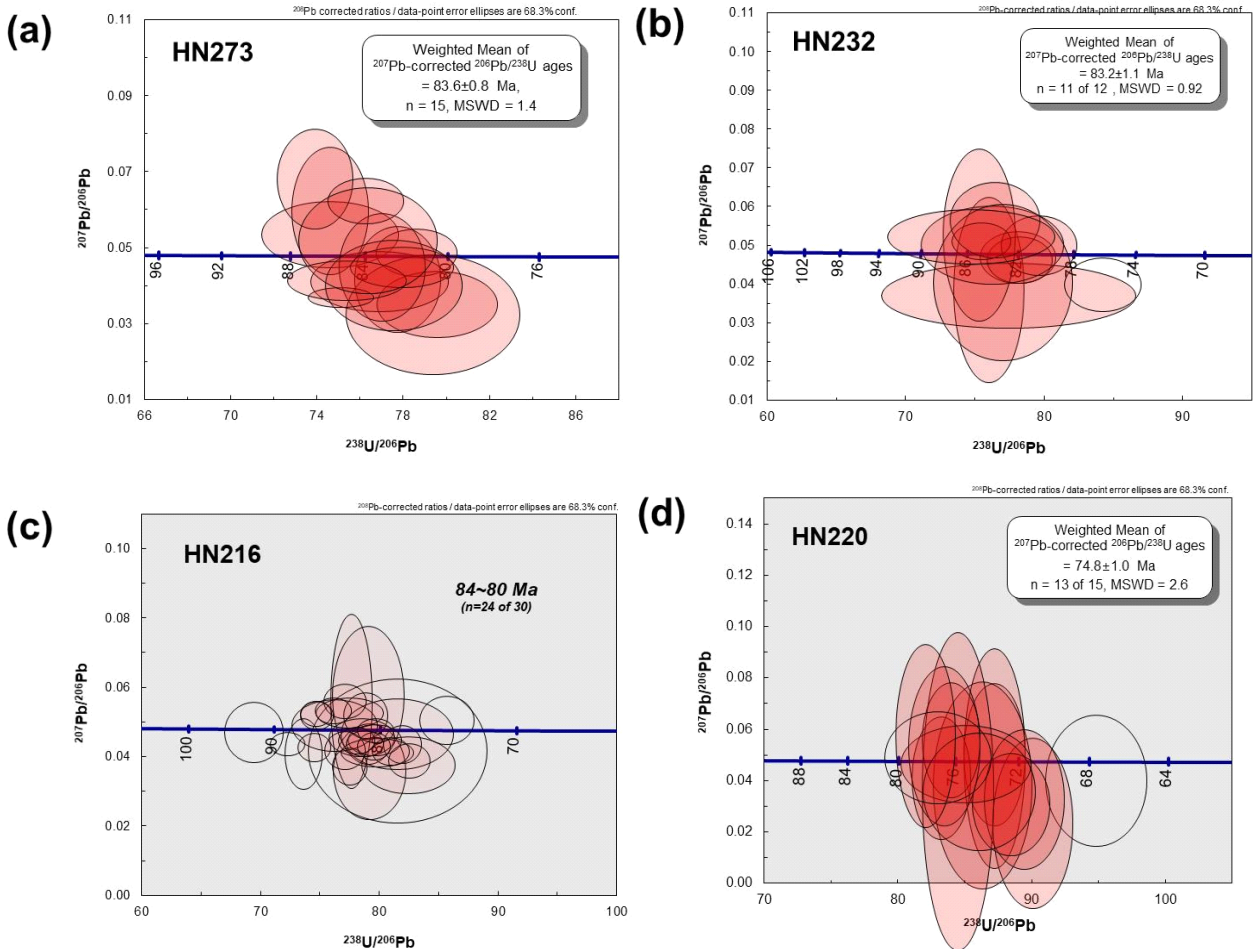 (a)
²⁰⁸Pb corrected ratios / data-point error ellipses are 68.3% conf.
HN273
Weighted Mean of
²⁰⁷Pb-corrected ²⁰⁶Pb/²³⁸U ages
= 83.6±0.8 Ma,
n = 15, MSWD = 1.4
0.11
0.09
0.07
0.05
0.03
0.01
²⁰⁷Pb/²⁰⁶Pb
96
92
88
84
80
76
66
70
74
78
82
86
²³⁸U/²⁰⁶Pb
(b)
²⁰⁸Pb-corrected ratios / data-point error ellipses are 68.3% conf.
HN232
Weighted Mean of
²⁰⁷Pb-corrected ²⁰⁶Pb/²³⁸U ages
= 83.2±1.1 Ma
n = 11 of 12 , MSWD = 0.92
0.11
0.10
0.09
0.08
0.07
0.06
0.05
0.04
0.03
0.02
0.01
²⁰⁷Pb/²⁰⁶Pb
106
102
98
94
90
86
82
78
74
70
60
70
80
90
²³⁸U/²⁰⁶Pb
(c)
²⁰⁸Pb-corrected ratios / data-point error ellipses are 68.3% conf.
HN216
84~80 Ma
(n=24 of 30)
0.10
0.08
0.06
0.04
0.02
0.00
²⁰⁷Pb/²⁰⁶Pb
100
90
80
70
60
70
80
90
100
²³⁸U/²⁰⁶Pb
(d)
²⁰⁸Pb-corrected ratios / data-point error ellipses are 68.3% conf.
HN220
Weighted Mean of
²⁰⁷Pb-corrected ²⁰⁶Pb/²³⁸U ages
= 74.8±1.0 Ma
n = 13 of 15, MSWD = 2.6
0.14
0.12
0.10
0.08
0.06
0.04
0.02
0.00
²⁰⁷Pb/²⁰⁶Pb
88
84
80
76
72
68
64
70
80
90
100
²³⁸U/²⁰⁶Pb